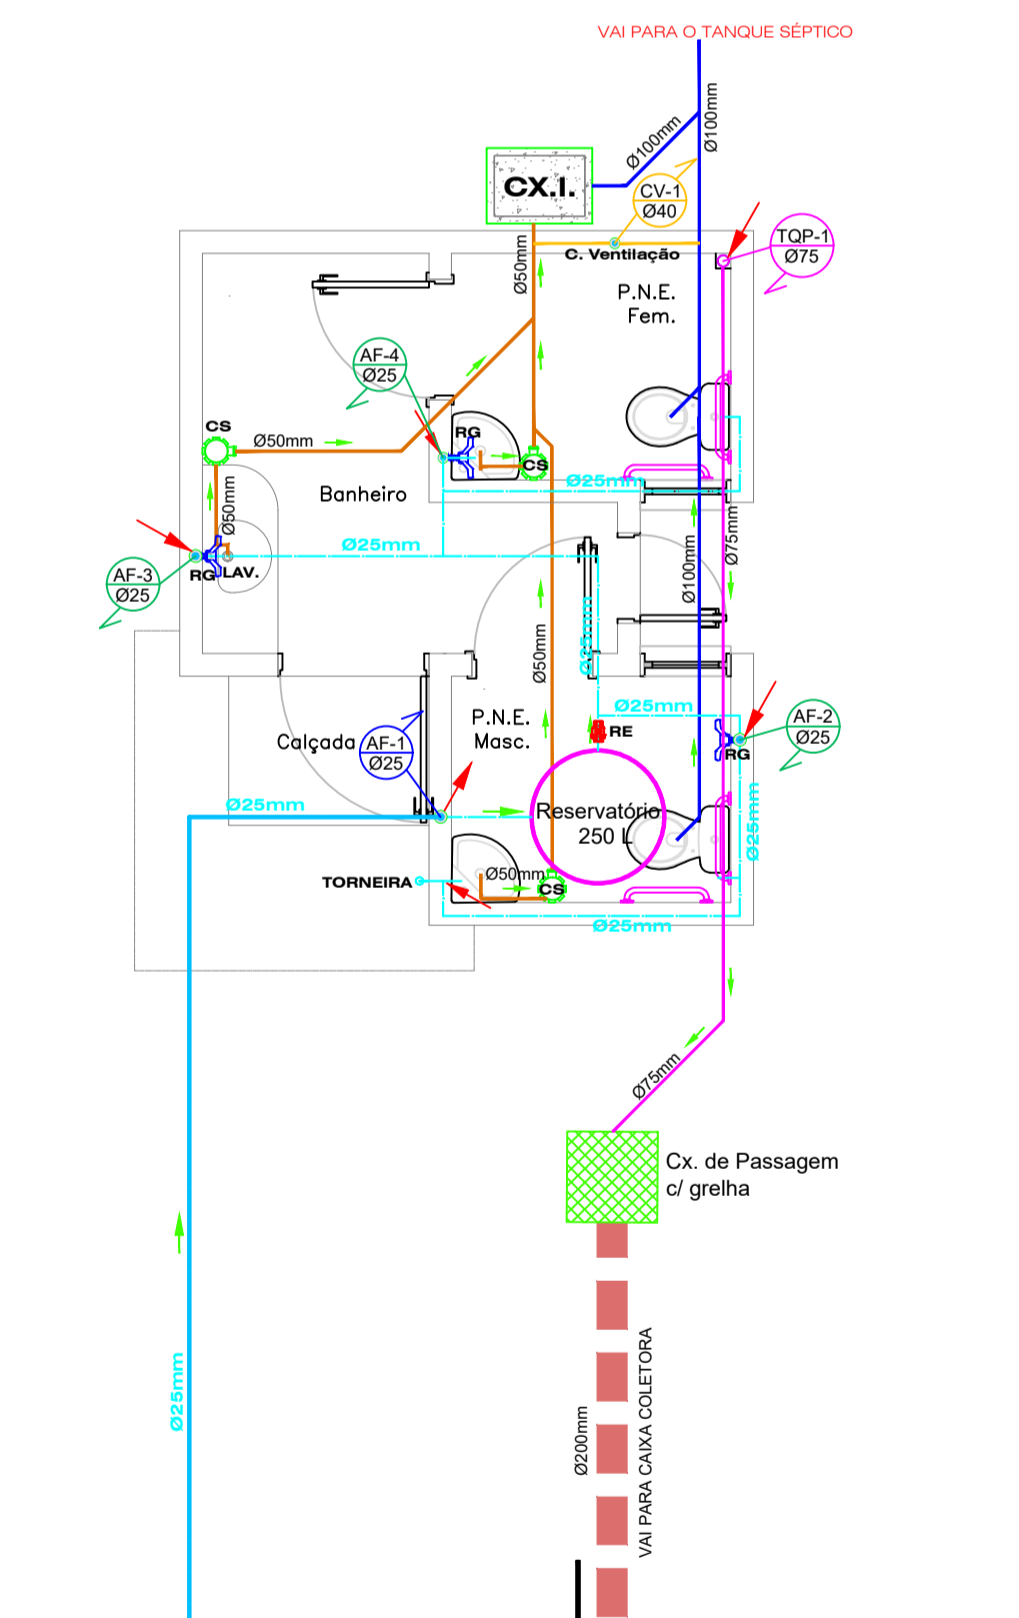 VAI PARA O TANQUE SÉPTICO
Ø100mm
Ø100mm
CX.I.
CV-1
Ø40
TQP-1
Ø75
C. Ventilação
Ø50mm
P.N.E.
Fem.
AF-4
Ø25
CS
Ø50mm
RG
CS
Ø25mm
Banheiro
Ø50mm
Ø25mm
Ø75mm
Ø100mm
AF-3
Ø25
RG
LAV.
Ø25mm
Ø50mm
P.N.E.
Masc.
Ø25mm
RE
AF-2
Ø25
RG
Calçada
AF-1
Ø25
Ø25mm
Reservatório
250 L
Ø25mm
TORNEIRA
Ø50mm
CS
Ø25mm
Ø75mm
Cx. de Passagem
c/ grelha
Ø25mm
Ø200mm
VAI PARA CAIXA COLETORA